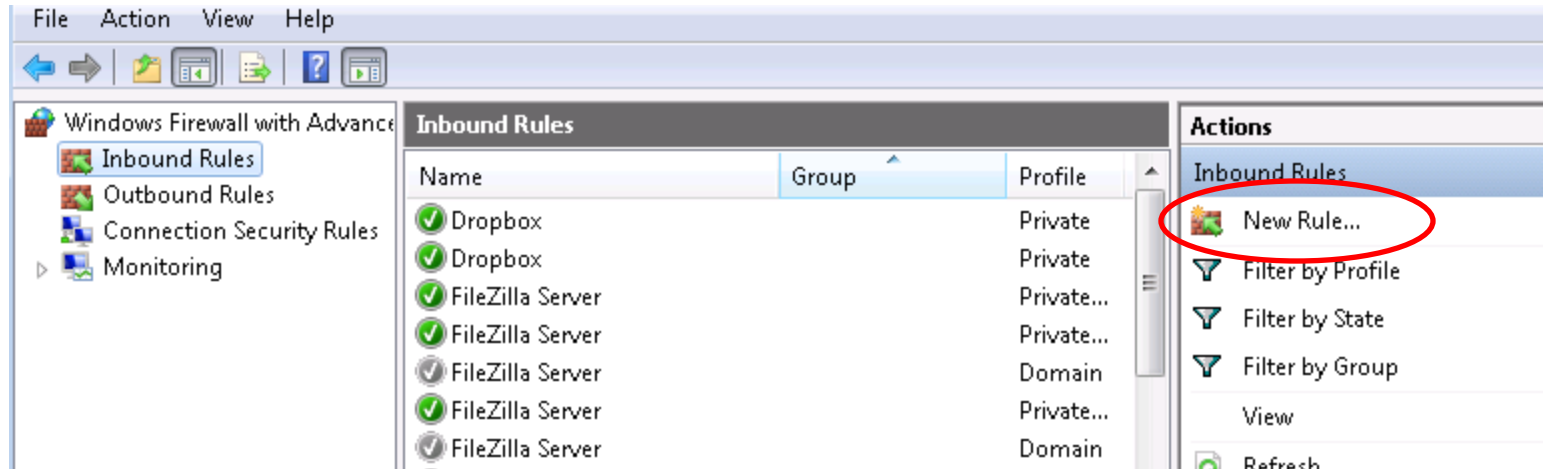 File Action View Help
Windows Firewall with Advance
Inbound Rules
Outbound Rules
Connection Security Rules
Monitoring
Inbound Rules
Name Group Profile
Dropbox Private
Dropbox Private
FileZilla Server Private...
FileZilla Server Private...
FileZilla Server Domain
FileZilla Server Private...
FileZilla Server Domain
Actions
Inbound Rules
New Rule...
Filter by Profile
Filter by State
Filter by Group
View
Refresh